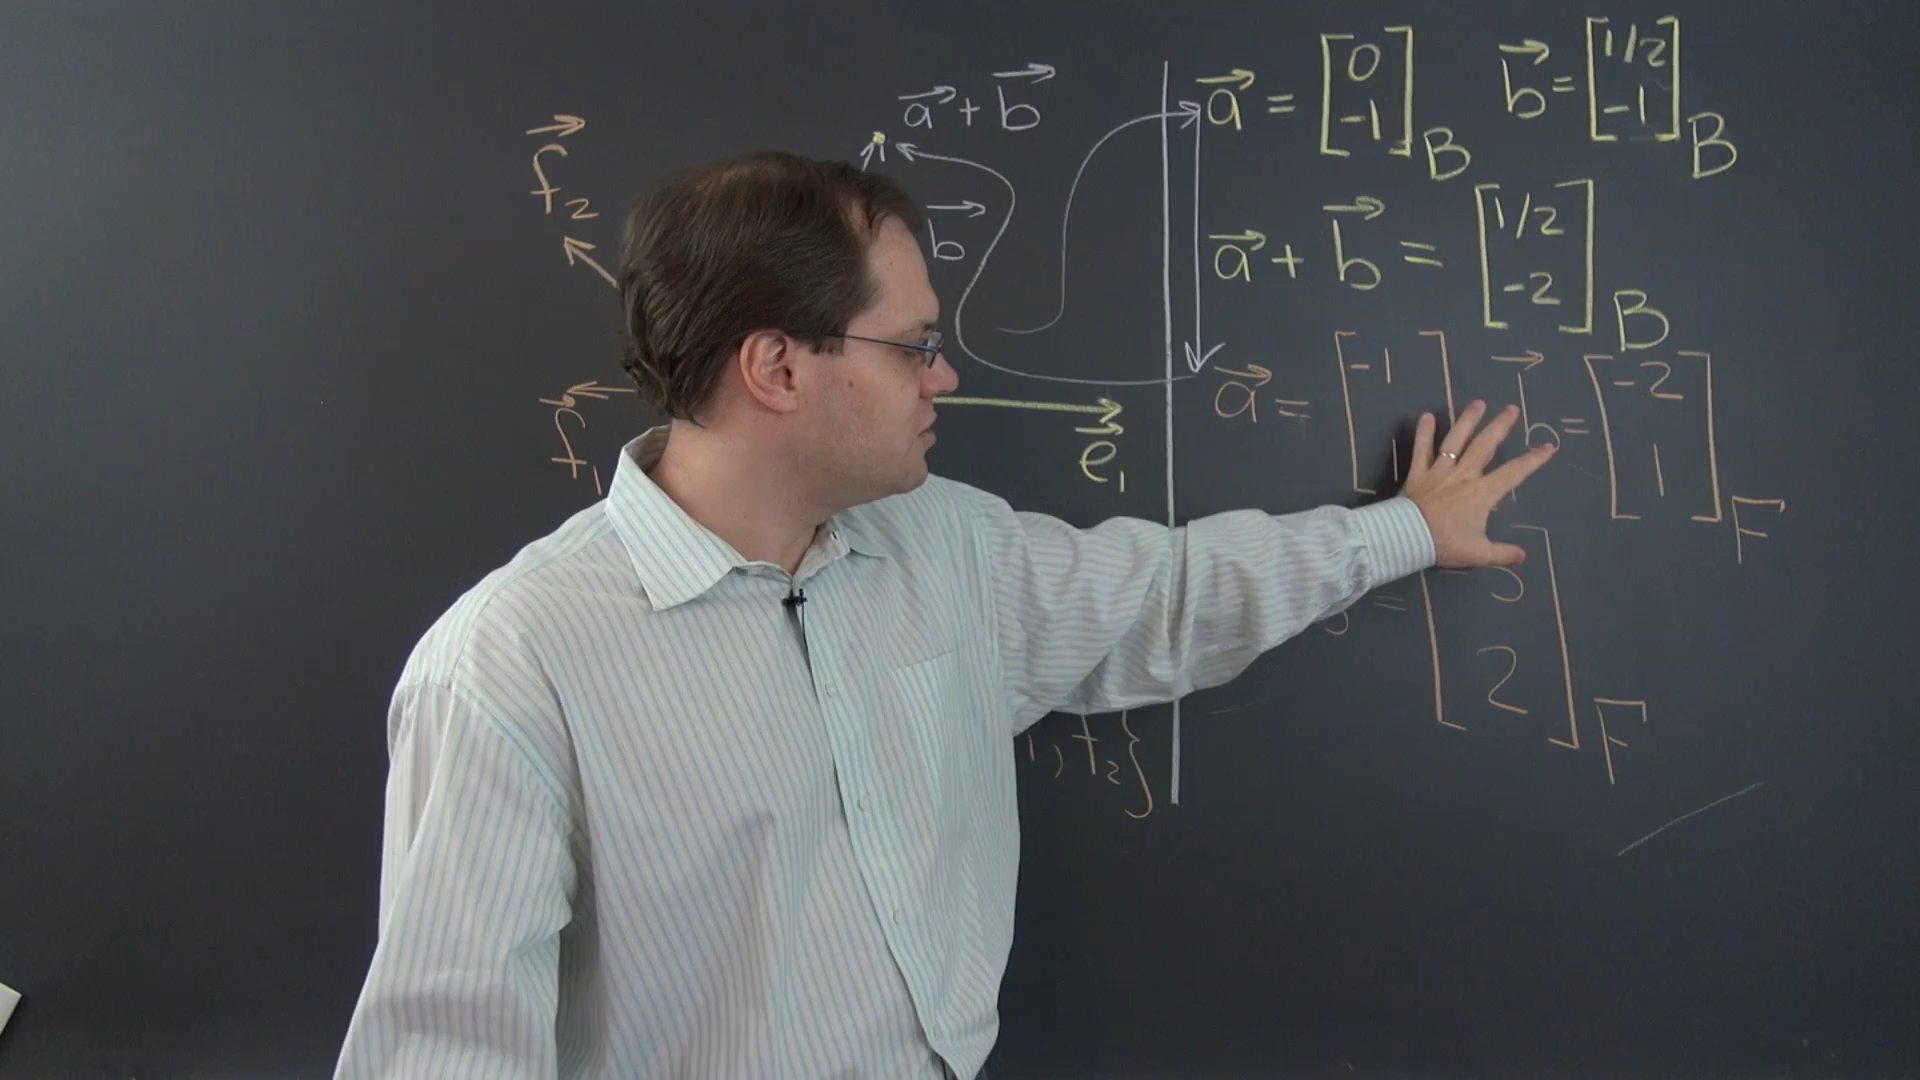 a + b
f₂
b
f₁
e₁
, f₂}
a = [0 -1]B b = [1/2 -1]B
a + b = [1/2 -2]B
a = [-1 1] b = [-2 1]F
= [ 2]F